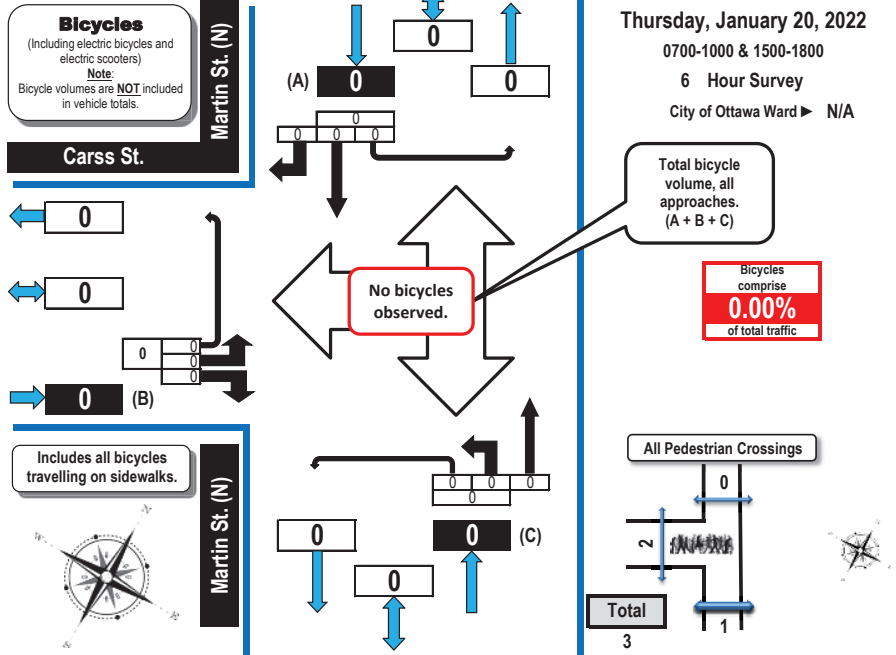 Bicycles
(Including electric bicycles and
electric scooters)
Note:
Bicycle volumes are NOT included
in vehicle totals.
Martin St. (N)
Carss St.
0
(A)
0
0
0
0
0
0
Thursday, January 20, 2022
0700-1000 & 1500-1800
6 Hour Survey
City of Ottawa Ward ► N/A
Total bicycle
volume, all
approaches.
(A + B + C)
0
0
0
0
0
0
0
(B)
No bicycles
observed.
Bicycles
comprise
0.00%
of total traffic
Includes all bicycles
travelling on sidewalks.
Martin St. (N)
N
E
S
W
0
0
0
0
0
0
(C)
0
All Pedestrian Crossings
0
2
1
Total
3